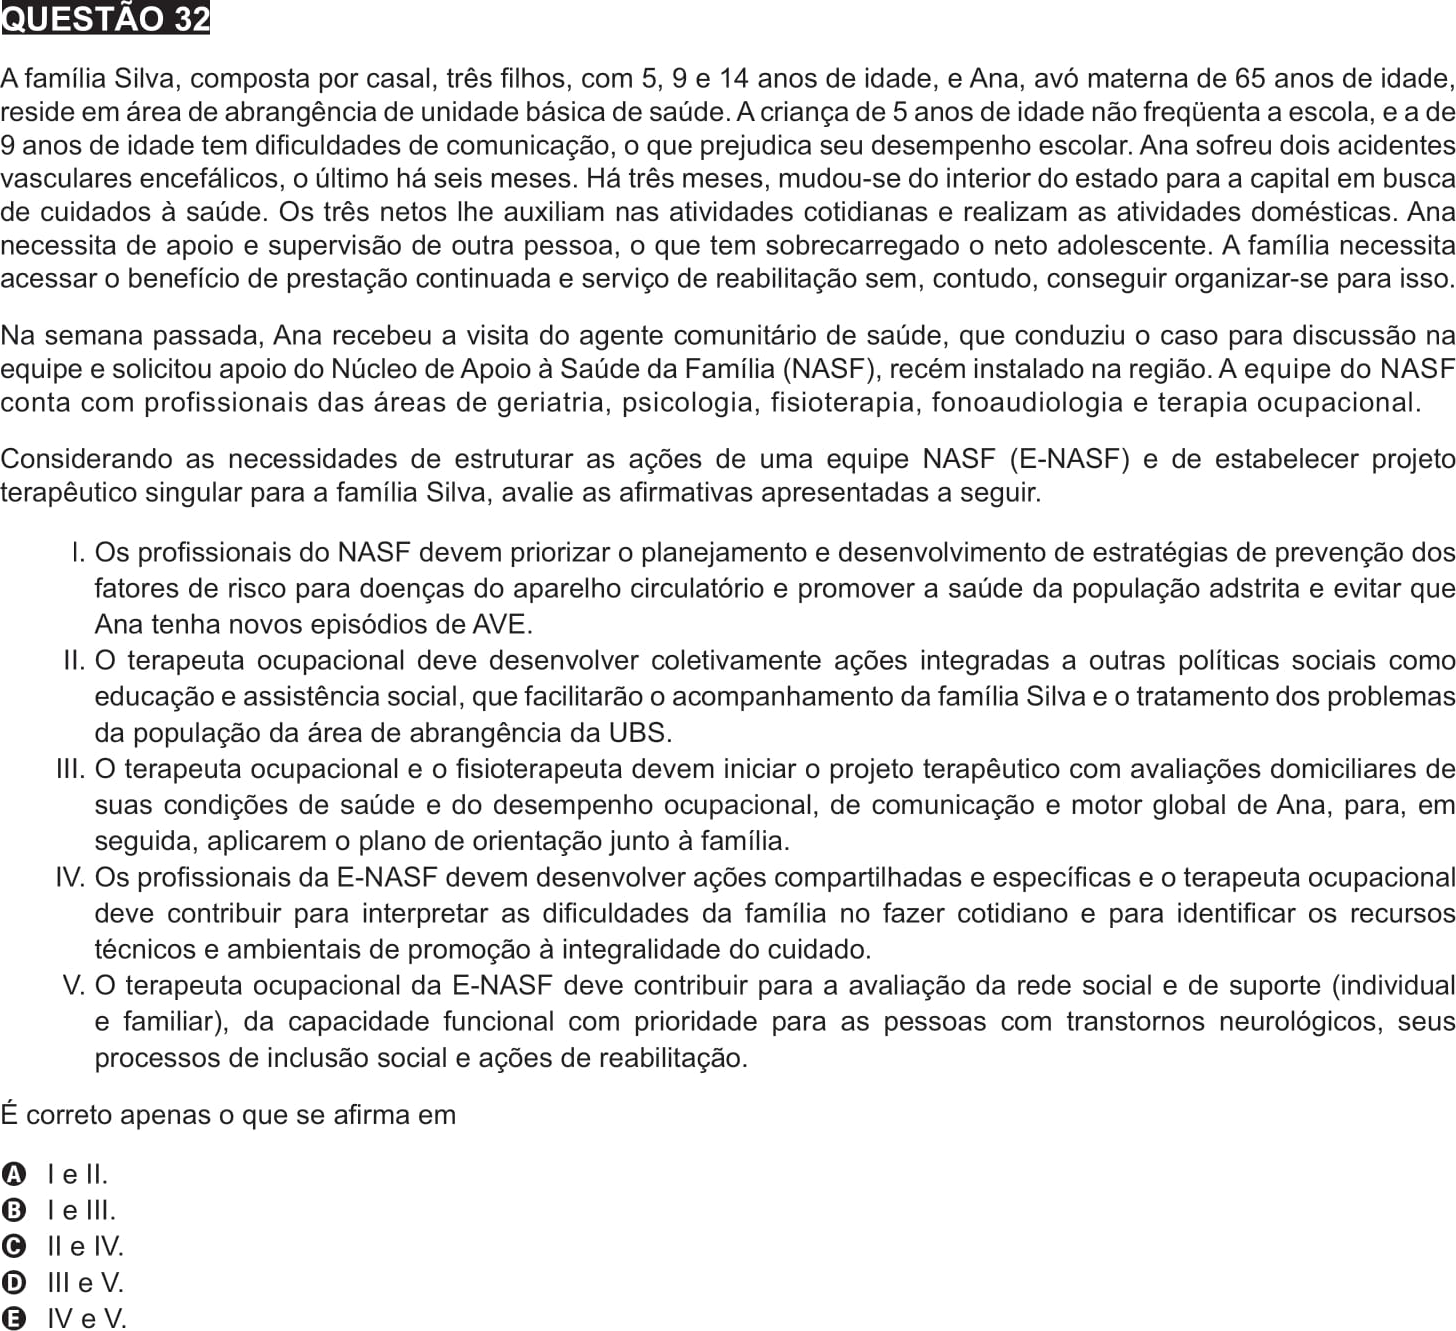 QUESTÃO 32
A família Silva, composta por casal, três filhos, com 5, 9 e 14 anos de idade, e Ana, avó materna de 65 anos de idade,
reside em área de abrangência de unidade básica de saúde. A criança de 5 anos de idade não freqüenta a escola, e a de
9 anos de idade tem dificuldades de comunicação, o que prejudica seu desempenho escolar. Ana sofreu dois acidentes
vasculares encefálicos, o último há seis meses. Há três meses, mudou-se do interior do estado para a capital em busca
de cuidados à saúde. Os três netos lhe auxiliam nas atividades cotidianas e realizam as atividades domésticas. Ana
necessita de apoio e supervisão de outra pessoa, o que tem sobrecarregado o neto adolescente. A família necessita
acessar o benefício de prestação continuada e serviço de reabilitação sem, contudo, conseguir organizar-se para isso.
Na semana passada, Ana recebeu a visita do agente comunitário de saúde, que conduziu o caso para discussão na
equipe e solicitou apoio do Núcleo de Apoio à Saúde da Família (NASF), recém instalado na região. A equipe do NASF
conta com profissionais das áreas de geriatria, psicologia, fisioterapia, fonoaudiologia e terapia ocupacional.
Considerando as necessidades de estruturar as ações de uma equipe NASF (E-NASF) e de estabelecer projeto
terapêutico singular para a família Silva, avalie as afirmativas apresentadas a seguir.
I. Os profissionais do NASF devem priorizar o planejamento e desenvolvimento de estratégias de prevenção dos
fatores de risco para doenças do aparelho circulatório e promover a saúde da população adstrita e evitar que
Ana tenha novos episódios de AVE.
II. O terapeuta ocupacional deve desenvolver coletivamente ações integradas a outras políticas sociais como
educação e assistência social, que facilitarão o acompanhamento da família Silva e o tratamento dos problemas
da população da área de abrangência da UBS.
III. O terapeuta ocupacional e o fisioterapeuta devem iniciar o projeto terapêutico com avaliações domiciliares de
suas condições de saúde e do desempenho ocupacional, de comunicação e motor global de Ana, para, em
seguida, aplicarem o plano de orientação junto à família.
IV. Os profissionais da E-NASF devem desenvolver ações compartilhadas e específicas e o terapeuta ocupacional
deve contribuir para interpretar as dificuldades da família no fazer cotidiano e para identificar os recursos
técnicos e ambientais de promoção à integralidade do cuidado.
V. O terapeuta ocupacional da E-NASF deve contribuir para a avaliação da rede social e de suporte (individual
e familiar), da capacidade funcional com prioridade para as pessoas com transtornos neurológicos, seus
processos de inclusão social e ações de reabilitação.
É correto apenas o que se afirma em
A I e II.
B I e III.
C II e IV.
D III e V.
E IV e V.